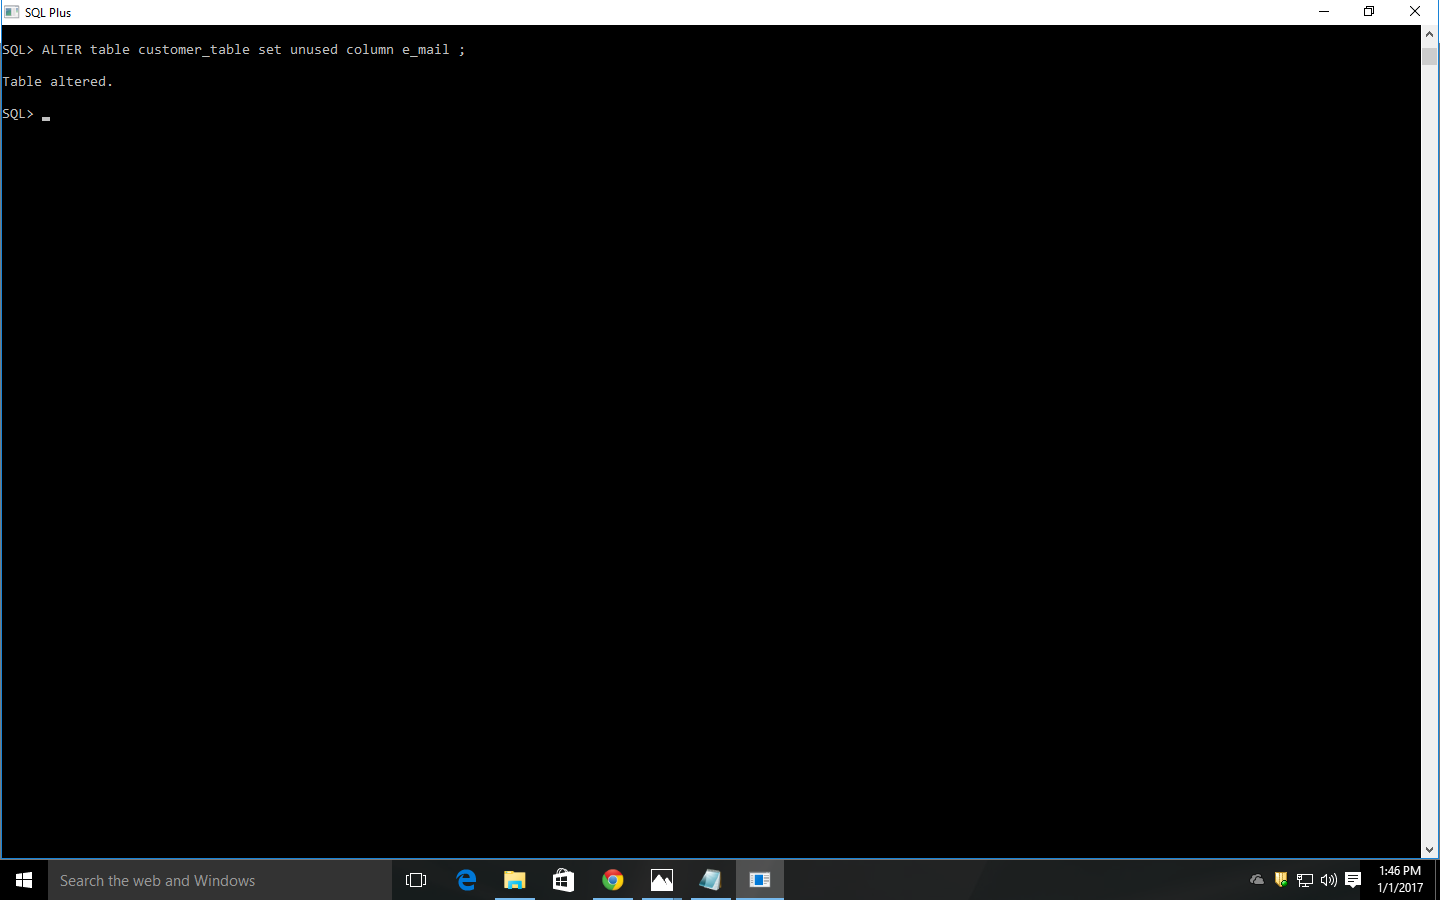 SQL Plus
SQL> ALTER table customer_table set unused column e_mail ;
Table altered.
SQL>
Search the web and Windows
1:46 PM
1/1/2017